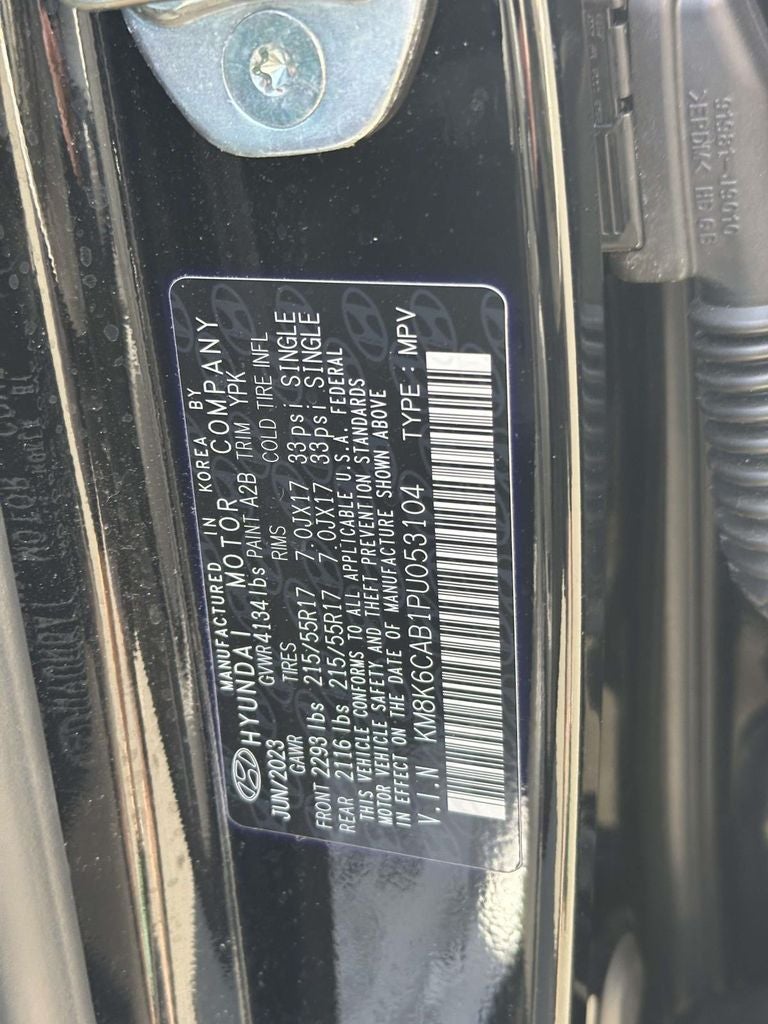 MANUFACTURED IN KOREA BY
HYUNDAI MOTOR COMPANY
JUN/2023 GVWR 4134 lbs PAINT A2B TRIM YPK
GAWR TIRES RIMS COLD TIRE INFL
FRONT 2293 lbs 215/55R17 7.0JX17 33psi SINGLE
REAR 2116 lbs 215/55R17 7.0JX17 33psi SINGLE
THIS VEHICLE CONFORMS TO ALL APPLICABLE U.S.A. FEDERAL
MOTOR VEHICLE SAFETY AND THEFT PREVENTION STANDARDS
IN EFFECT ON THE DATE OF MANUFACTURE SHOWN ABOVE
V.I.N KM8K6CAB1PU053104 TYPE : MPV
>EPDM<